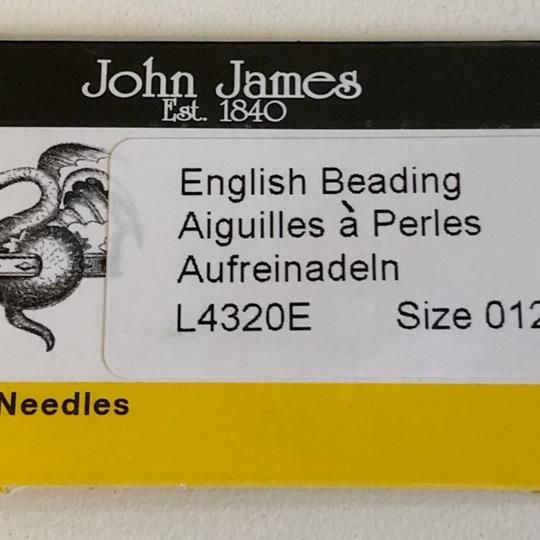 John James
Est. 1840
English Beading
Aiguilles à Perles
Aufreinadeln
L4320E Size 012
Needles